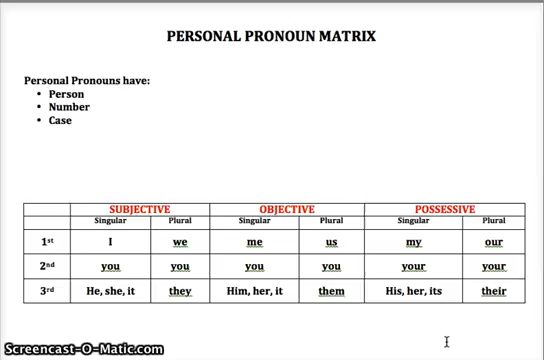 PERSONAL PRONOUN MATRIX
Personal Pronouns have:
• Person
• Number
• Case
SUBJECTIVE OBJECTIVE POSSESSIVE
Singular Plural Singular Plural Singular Plural
1st I we me us my our
2nd you you you you your your
3rd He, she, it they Him, her, it them His, her, its their
Screencast-O-Matic.com